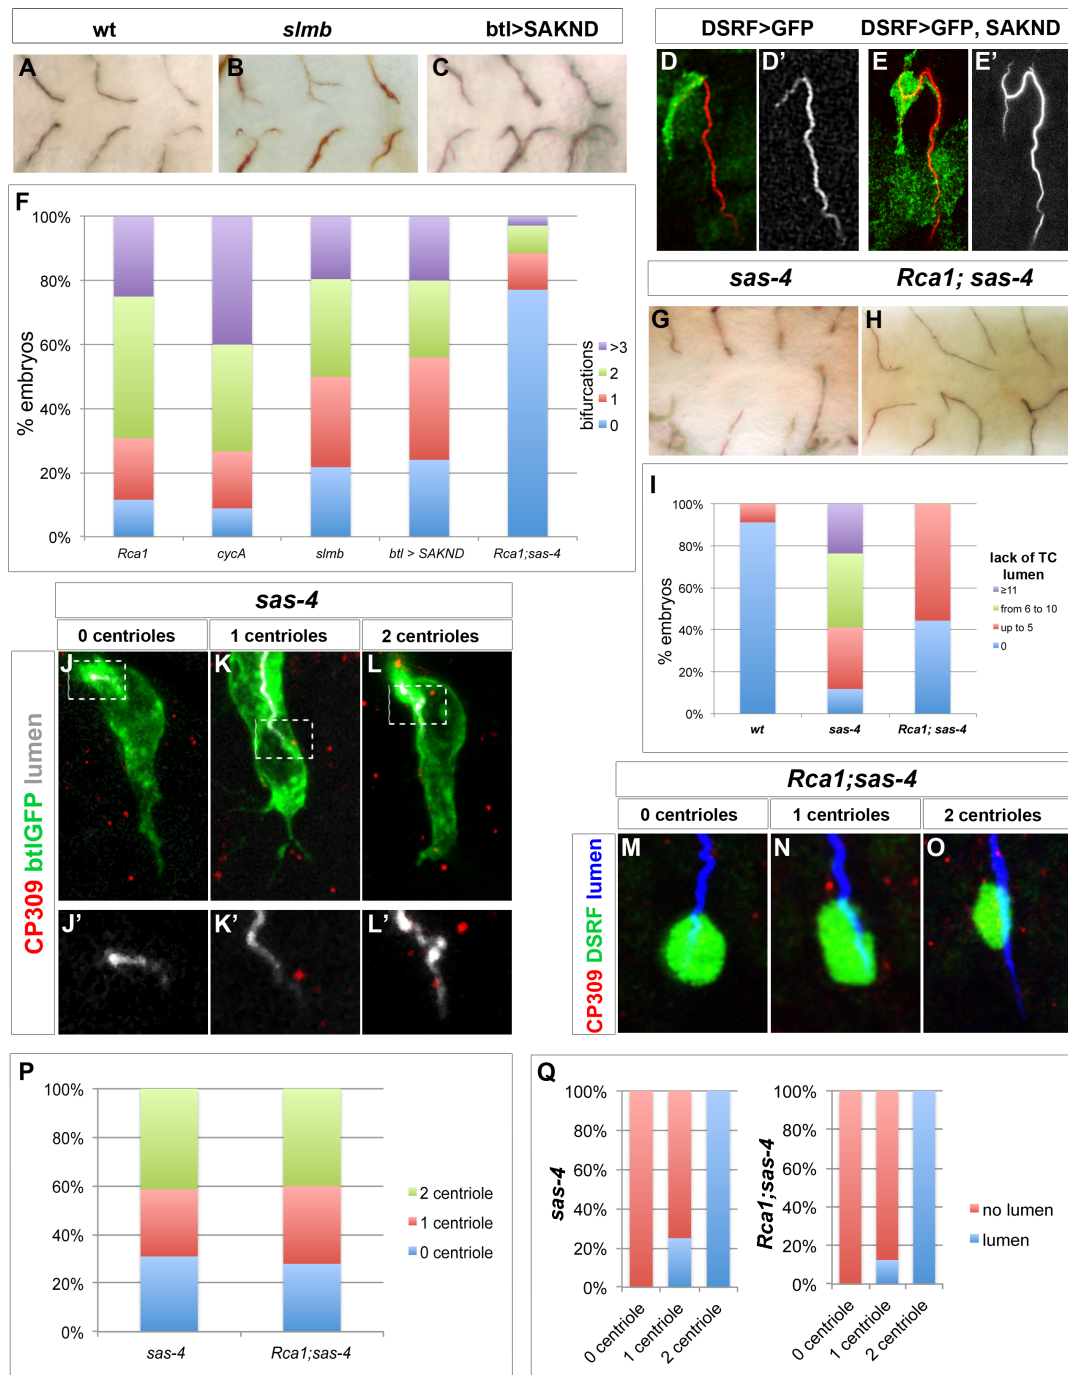 wt slmb btl>SAKND
A B C
DSRF>GFP DSRF>GFP, SAKND
D D' E E'
F
100%
80%
60%
40%
20%
0%
% embryos
Rca1 cycA slmb btl > SAKND Rca1;sas-4
bifurcations
>3
2
1
0
sas-4 Rca1; sas-4
G H
I
100%
80%
60%
40%
20%
0%
% embryos
wt sas-4 Rca1; sas-4
lack of TC
lumen
≥11
from 6 to 10
up to 5
0
sas-4
0 centrioles 1 centrioles 2 centrioles
CP309 btlGFP lumen
J K L
J' K' L'
Rca1;sas-4
0 centrioles 1 centrioles 2 centrioles
CP309 DSRF lumen
M N O
P
100%
80%
60%
40%
20%
0%
sas-4 Rca1;sas-4
2 centriole
1 centriole
0 centriole
Q
sas-4
100%
80%
60%
40%
20%
0%
0 centriole 1 centriole 2 centriole
Rca1;sas-4
100%
80%
60%
40%
20%
0%
0 centriole 1 centriole 2 centriole
no lumen
lumen